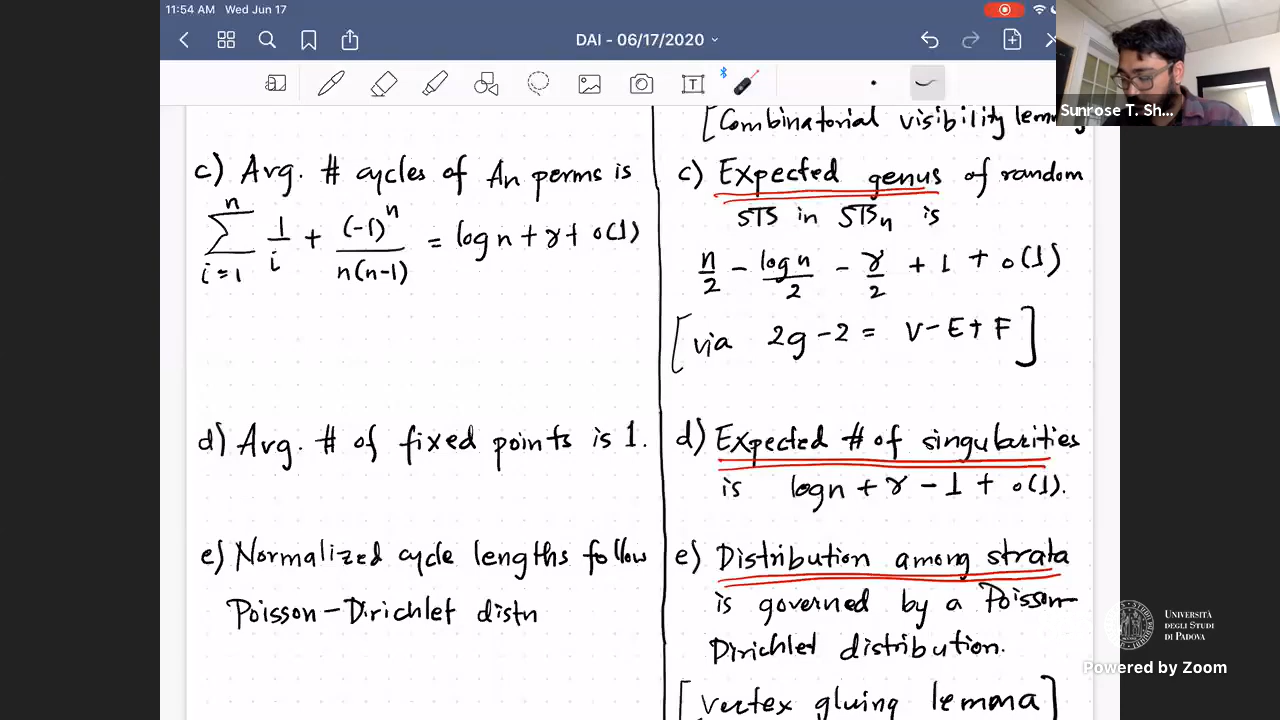 11:54 AM Wed Jun 17
DAI - 06/17/2020
T
Sunrose T. Sh...
[Combinatorial visibility lemma
c) Avg. # cycles of An perms is
n
∑ 1/i + (-1)^n / n(n-1) = log n + γ + o(1)
i=1
c) Expected genus of random
STS in STSn is
n/2 - log n/2 - γ/2 + 1 + o(1)
[via 2g-2 = V-E+F]
d) Avg. # of fixed points is 1.
d) Expected # of singularities
is log n + γ - 1 + o(1).
e) Normalized cycle lengths follow
Poisson-Dirichlet distn
e) Distribution among strata
is governed by a Poisson-
Dirichlet distribution.
[vertex gluing lemma]
UNIVERSITÀ
DEGLI STUDI
DI PADOVA
Powered by Zoom